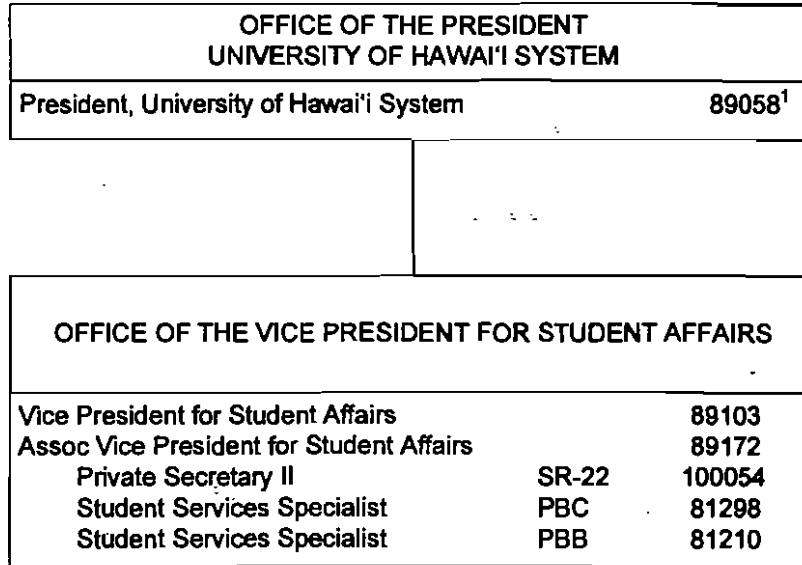 OFFICE OF THE PRESIDENT
UNIVERSITY OF HAWAI'I SYSTEM
President, University of Hawai'i System 89058¹
OFFICE OF THE VICE PRESIDENT FOR STUDENT AFFAIRS
Vice President for Student Affairs 89103
Assoc Vice President for Student Affairs 89172
Private Secretary II SR-22 100054
Student Services Specialist PBC 81298
Student Services Specialist PBB 81210